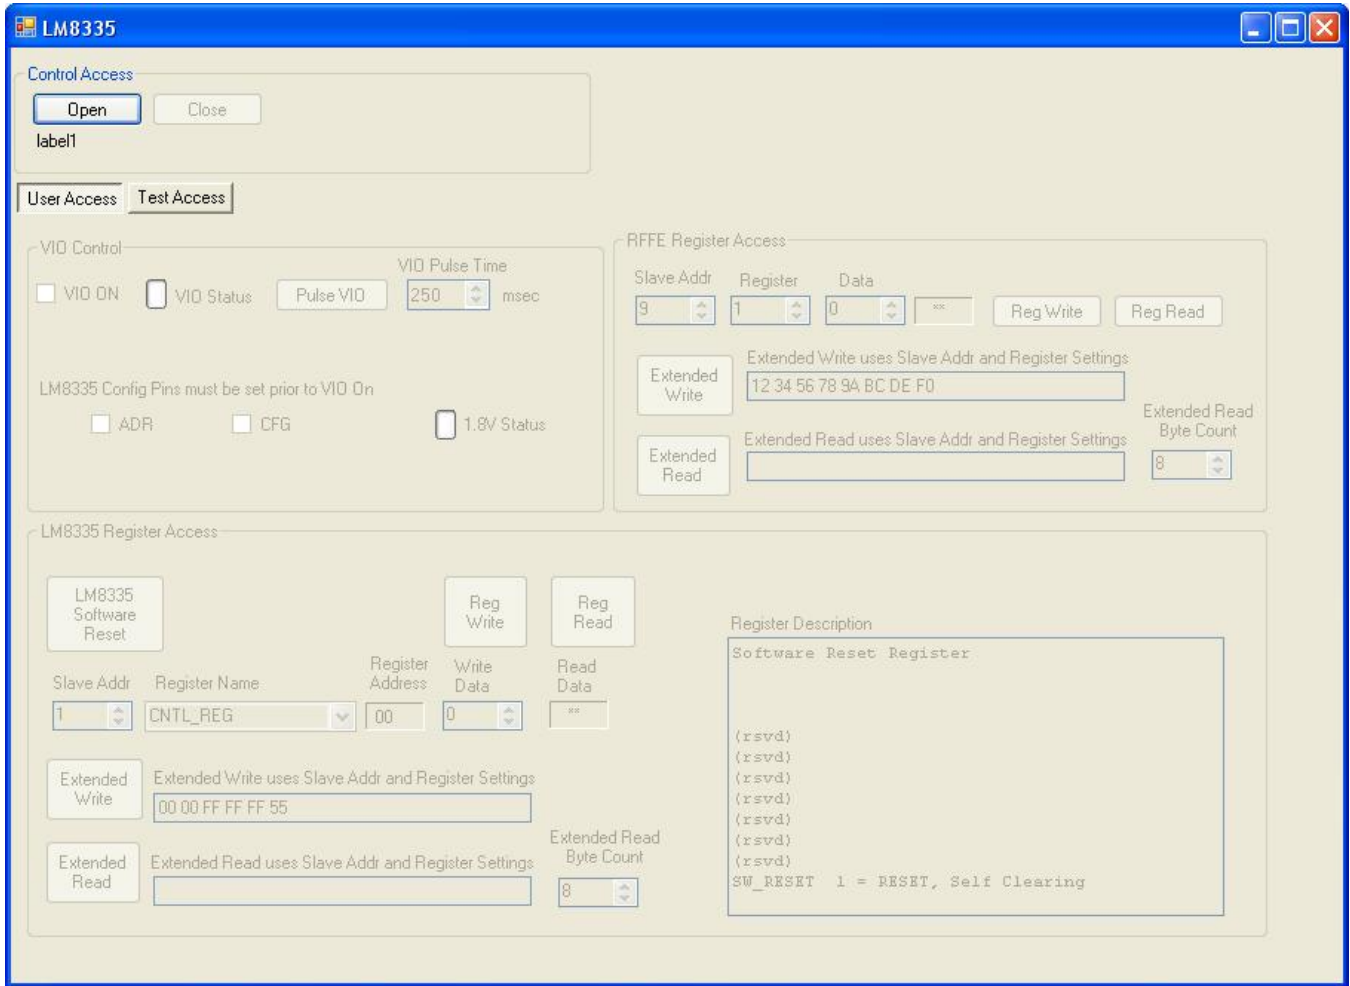 LM8335
Control Access
Open Close
label1
User Access Test Access
VIO Control
VIO Pulse Time
VIO ON VIO Status Pulse VIO 250 msec
LM8335 Config Pins must be set prior to VIO On
ADR CFG 1.8V Status
RFFE Register Access
Slave Addr Register Data
9 1 0 ** Reg Write Reg Read
Extended Write uses Slave Addr and Register Settings
Extended
Write
12 34 56 78 9A BC DE F0
Extended Read
Byte Count
Extended Read uses Slave Addr and Register Settings
Extended
Read
8
LM8335 Register Access
LM8335
Software
Reset
Reg
Write
Reg
Read
Slave Addr Register Name
Register
Address
Write
Data
Read
Data
1 CNTL_REG 00 0 **
Extended
Write
Extended Write uses Slave Addr and Register Settings
00 00 FF FF FF 55
Extended
Read
Extended Read uses Slave Addr and Register Settings
Extended Read
Byte Count
8
Register Description
Software Reset Register
(rsvd)
(rsvd)
(rsvd)
(rsvd)
(rsvd)
(rsvd)
(rsvd)
SW_RESET 1 = RESET, Self Clearing